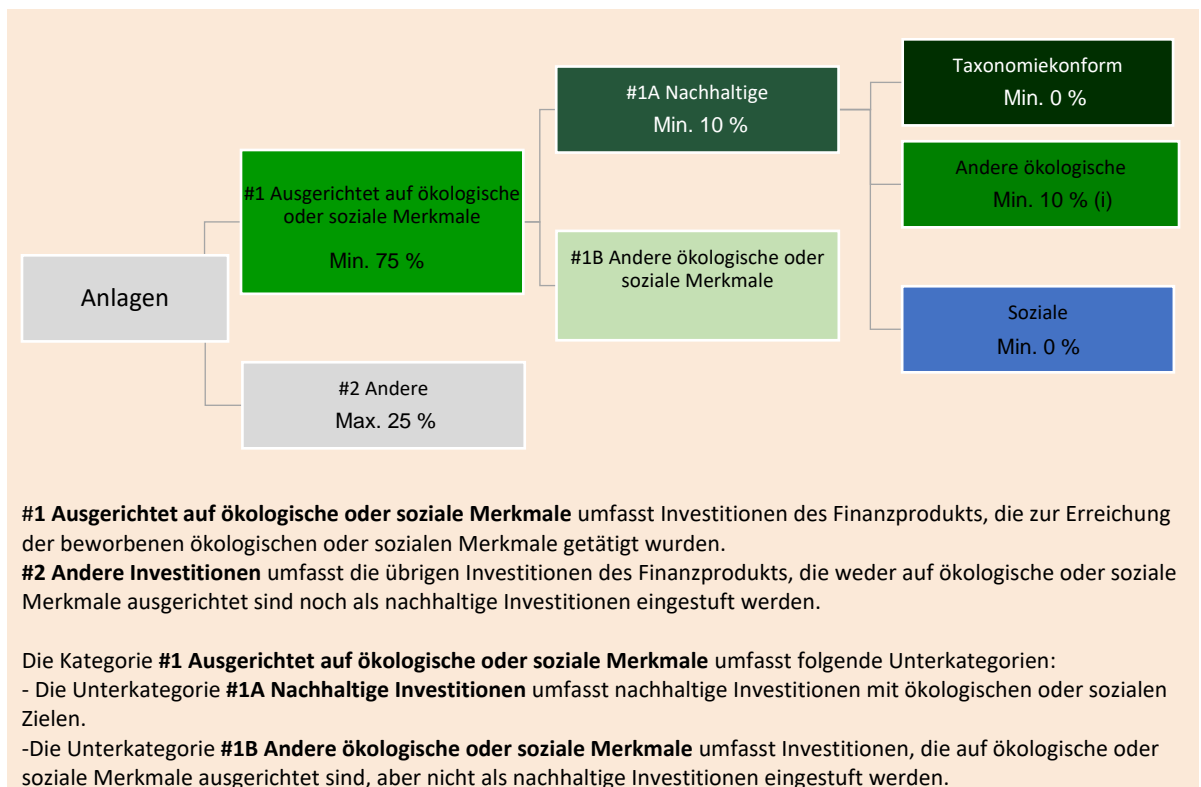 Anlagen
#1 Ausgerichtet auf ökologische
oder soziale Merkmale
Min. 75 %
#2 Andere
Max. 25 %
#1A Nachhaltige
Min. 10 %
#1B Andere ökologische oder
soziale Merkmale
Taxonomiekonform
Min. 0 %
Andere ökologische
Min. 10 % (i)
Soziale
Min. 0 %
#1 Ausgerichtet auf ökologische oder soziale Merkmale umfasst Investitionen des Finanzprodukts, die zur Erreichung
der beworbenen ökologischen oder sozialen Merkmale getätigt wurden.
#2 Andere Investitionen umfasst die übrigen Investitionen des Finanzprodukts, die weder auf ökologische oder soziale
Merkmale ausgerichtet sind noch als nachhaltige Investitionen eingestuft werden.
Die Kategorie #1 Ausgerichtet auf ökologische oder soziale Merkmale umfasst folgende Unterkategorien:
- Die Unterkategorie #1A Nachhaltige Investitionen umfasst nachhaltige Investitionen mit ökologischen oder sozialen
Zielen.
-Die Unterkategorie #1B Andere ökologische oder soziale Merkmale umfasst Investitionen, die auf ökologische oder
soziale Merkmale ausgerichtet sind, aber nicht als nachhaltige Investitionen eingestuft werden.